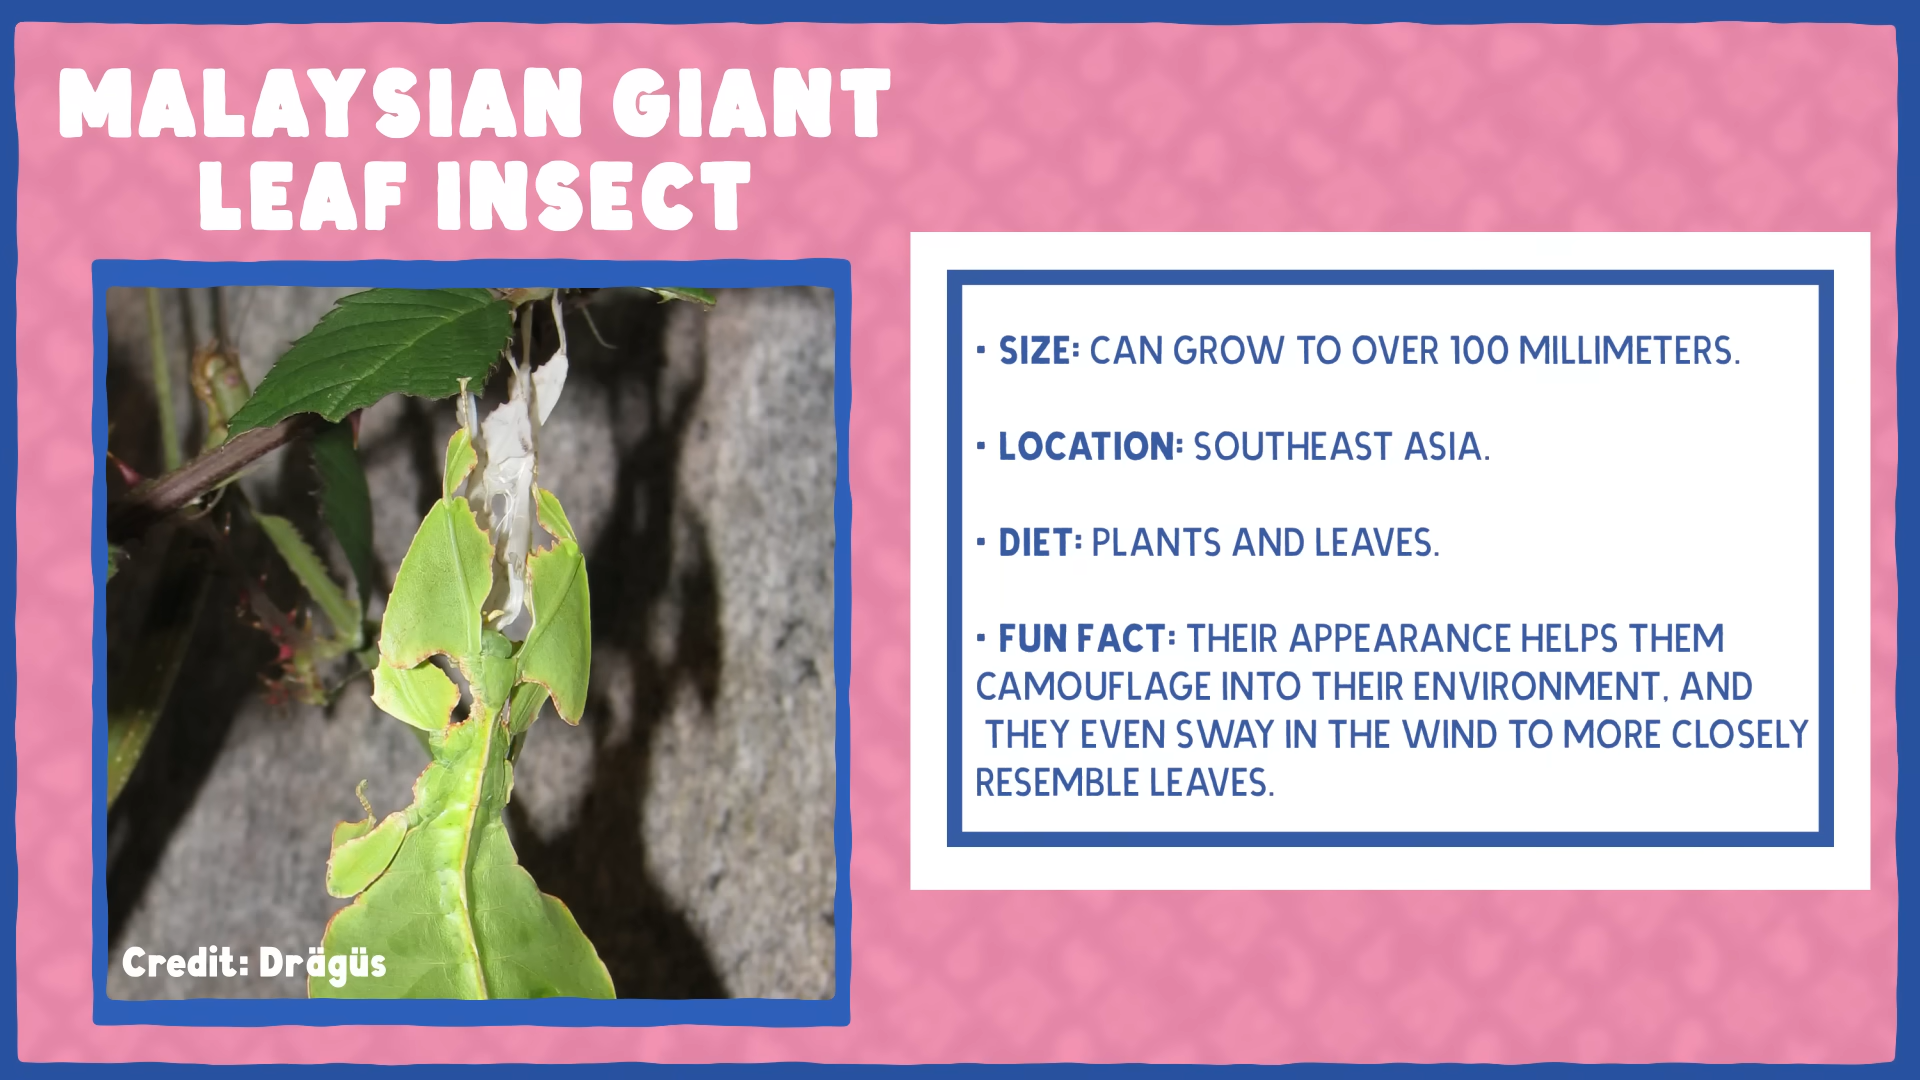 MALAYSIAN GIANT
LEAF INSECT
• SIZE: CAN GROW TO OVER 100 MILLIMETERS.
• LOCATION: SOUTHEAST ASIA.
• DIET: PLANTS AND LEAVES.
• FUN FACT: THEIR APPEARANCE HELPS THEM
CAMOUFLAGE INTO THEIR ENVIRONMENT, AND
THEY EVEN SWAY IN THE WIND TO MORE CLOSELY
RESEMBLE LEAVES.
Credit: Drägüs